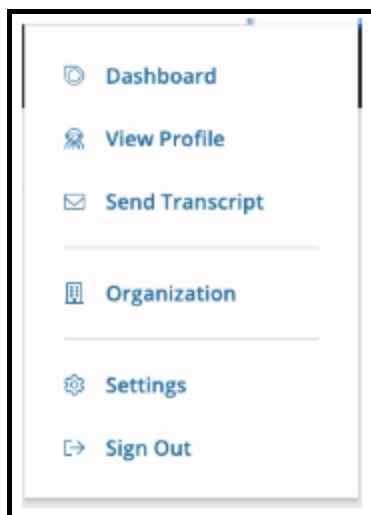 Dashboard
View Profile
Send Transcript
Organization
Settings
Sign Out